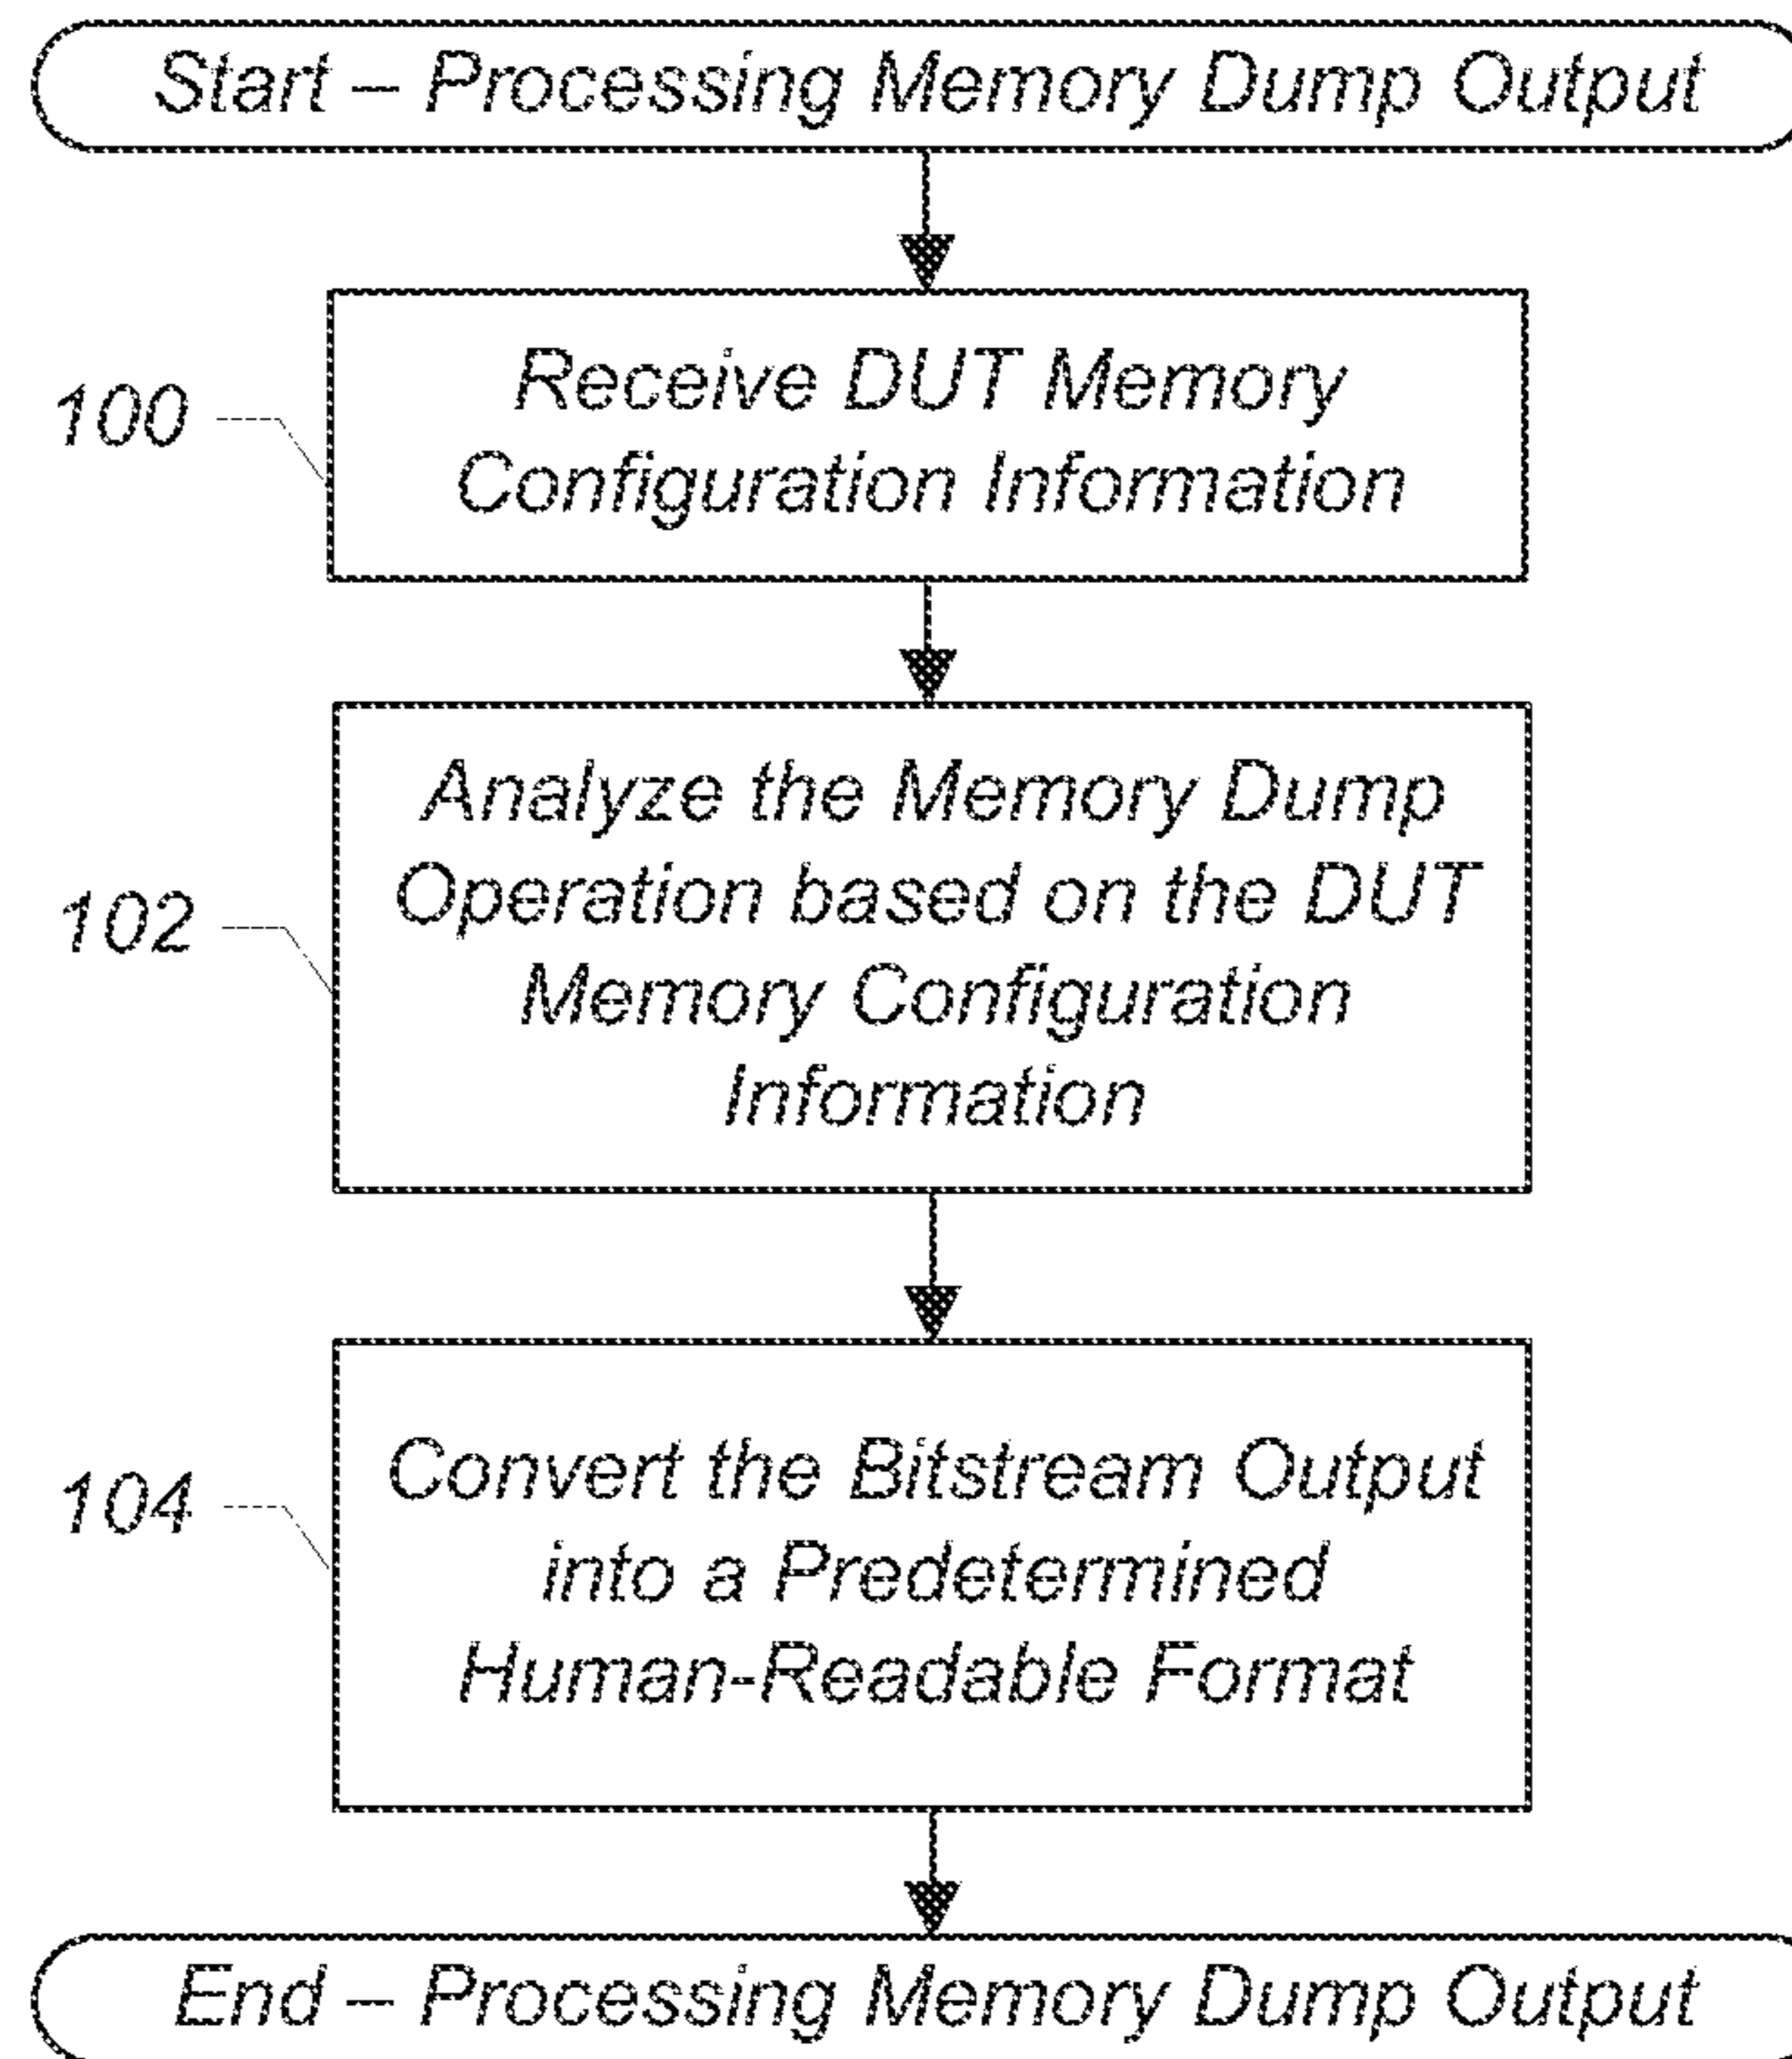 Start – Processing Memory Dump Output
100
Receive DUT Memory
Configuration Information
102
Analyze the Memory Dump
Operation based on the DUT
Memory Configuration
Information
104
Convert the Bitstream Output
into a Predetermined
Human-Readable Format
End – Processing Memory Dump Output